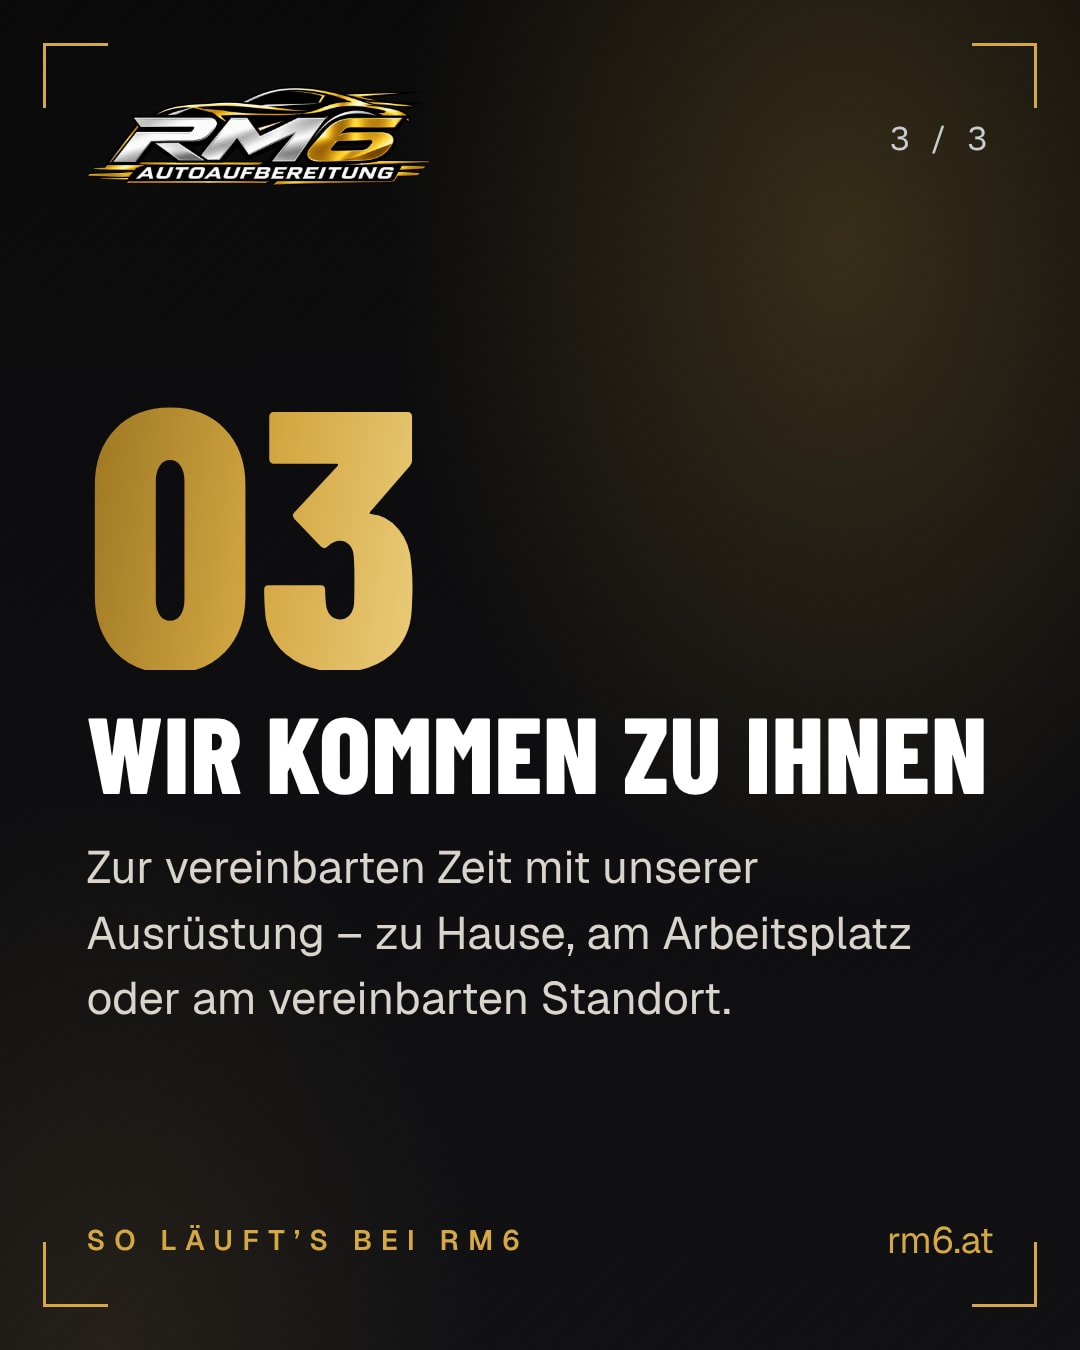 RM6
AUTOAUFBEREITUNG
3 / 3
03
WIR KOMMEN ZU IHNEN
Zur vereinbarten Zeit mit unserer
Ausrüstung – zu Hause, am Arbeitsplatz
oder am vereinbarten Standort.
SO LÄUFT’S BEI RM6
rm6.at